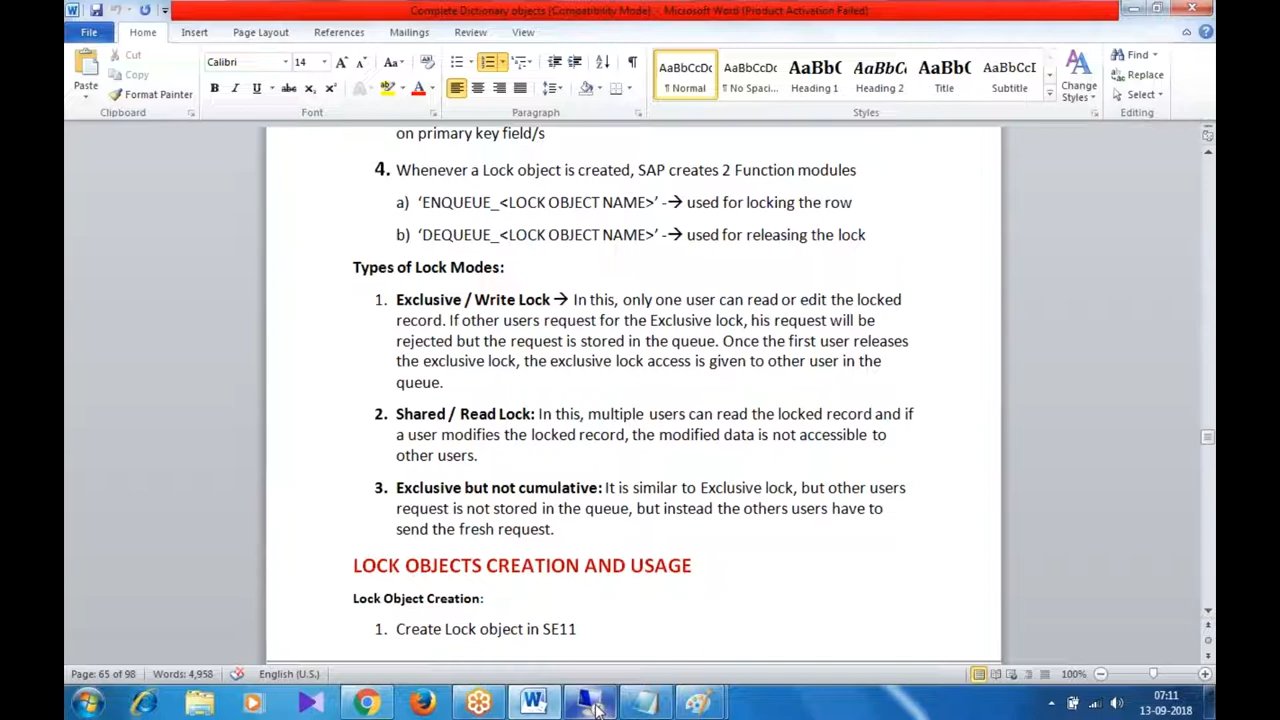 Complete Dictionary objects (Compatibility Mode) - Microsoft Word (Product Activation Failed)
File Home Insert Page Layout References Mailings Review View
Paste
Cut
Copy
Format Painter
Clipboard
Calibri 14
Font
Paragraph
AaBbCcDc AaBbCcDc AaBbC AaBbCc AaBbC AaBbCcI
¶ Normal ¶ No Spaci... Heading 1 Heading 2 Title Subtitle
Change Styles
Styles
Find
Replace
Select
Editing
on primary key field/s
4. Whenever a Lock object is created, SAP creates 2 Function modules
a) ‘ENQUEUE_<LOCK OBJECT NAME>’ -→ used for locking the row
b) ‘DEQUEUE_<LOCK OBJECT NAME>’ -→ used for releasing the lock
Types of Lock Modes:
1. Exclusive / Write Lock → In this, only one user can read or edit the locked
record. If other users request for the Exclusive lock, his request will be
rejected but the request is stored in the queue. Once the first user releases
the exclusive lock, the exclusive lock access is given to other user in the
queue.
2. Shared / Read Lock: In this, multiple users can read the locked record and if
a user modifies the locked record, the modified data is not accessible to
other users.
3. Exclusive but not cumulative: It is similar to Exclusive lock, but other users
request is not stored in the queue, but instead the others users have to
send the fresh request.
LOCK OBJECTS CREATION AND USAGE
Lock Object Creation:
1. Create Lock object in SE11
Page: 65 of 98 Words: 4,958 English (U.S.) 100%
07:11
13-09-2018